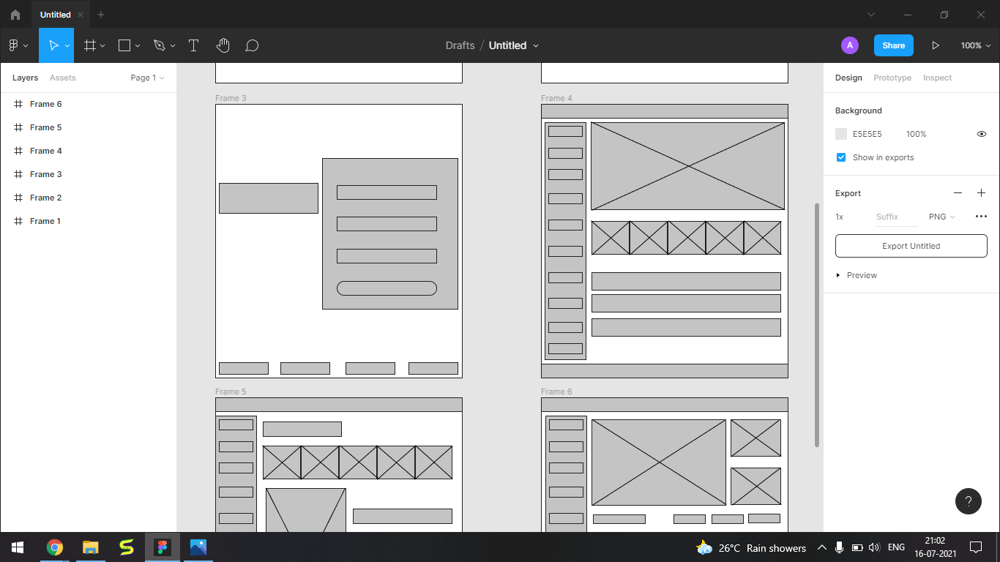 Untitled
Drafts / Untitled
A
Share
100%
Layers Assets Page 1
Frame 6
Frame 5
Frame 4
Frame 3
Frame 2
Frame 1
Frame 3
Frame 4
Frame 5
Frame 6
Design Prototype Inspect
Background
E5E5E5 100%
Show in exports
Export
1x Suffix PNG
Export Untitled
Preview
?
26°C Rain showers
ENG
21:02
16-07-2021